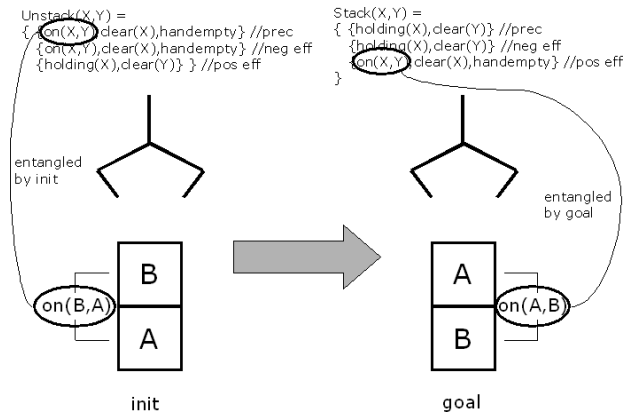 Unstack(X,Y) =
{ {on(X,Y),clear(X),handempty} //prec
{on(X,Y),clear(X),handempty} //neg eff
{holding(X),clear(Y)} } //pos eff
Stack(X,Y) =
{ {holding(X),clear(Y)} //prec
{holding(X),clear(Y)} //neg eff
{on(X,Y),clear(X),handempty} //pos eff
}
entangled
by init
entangled
by goal
B
on(B,A)
A
A
on(A,B)
B
init
goal